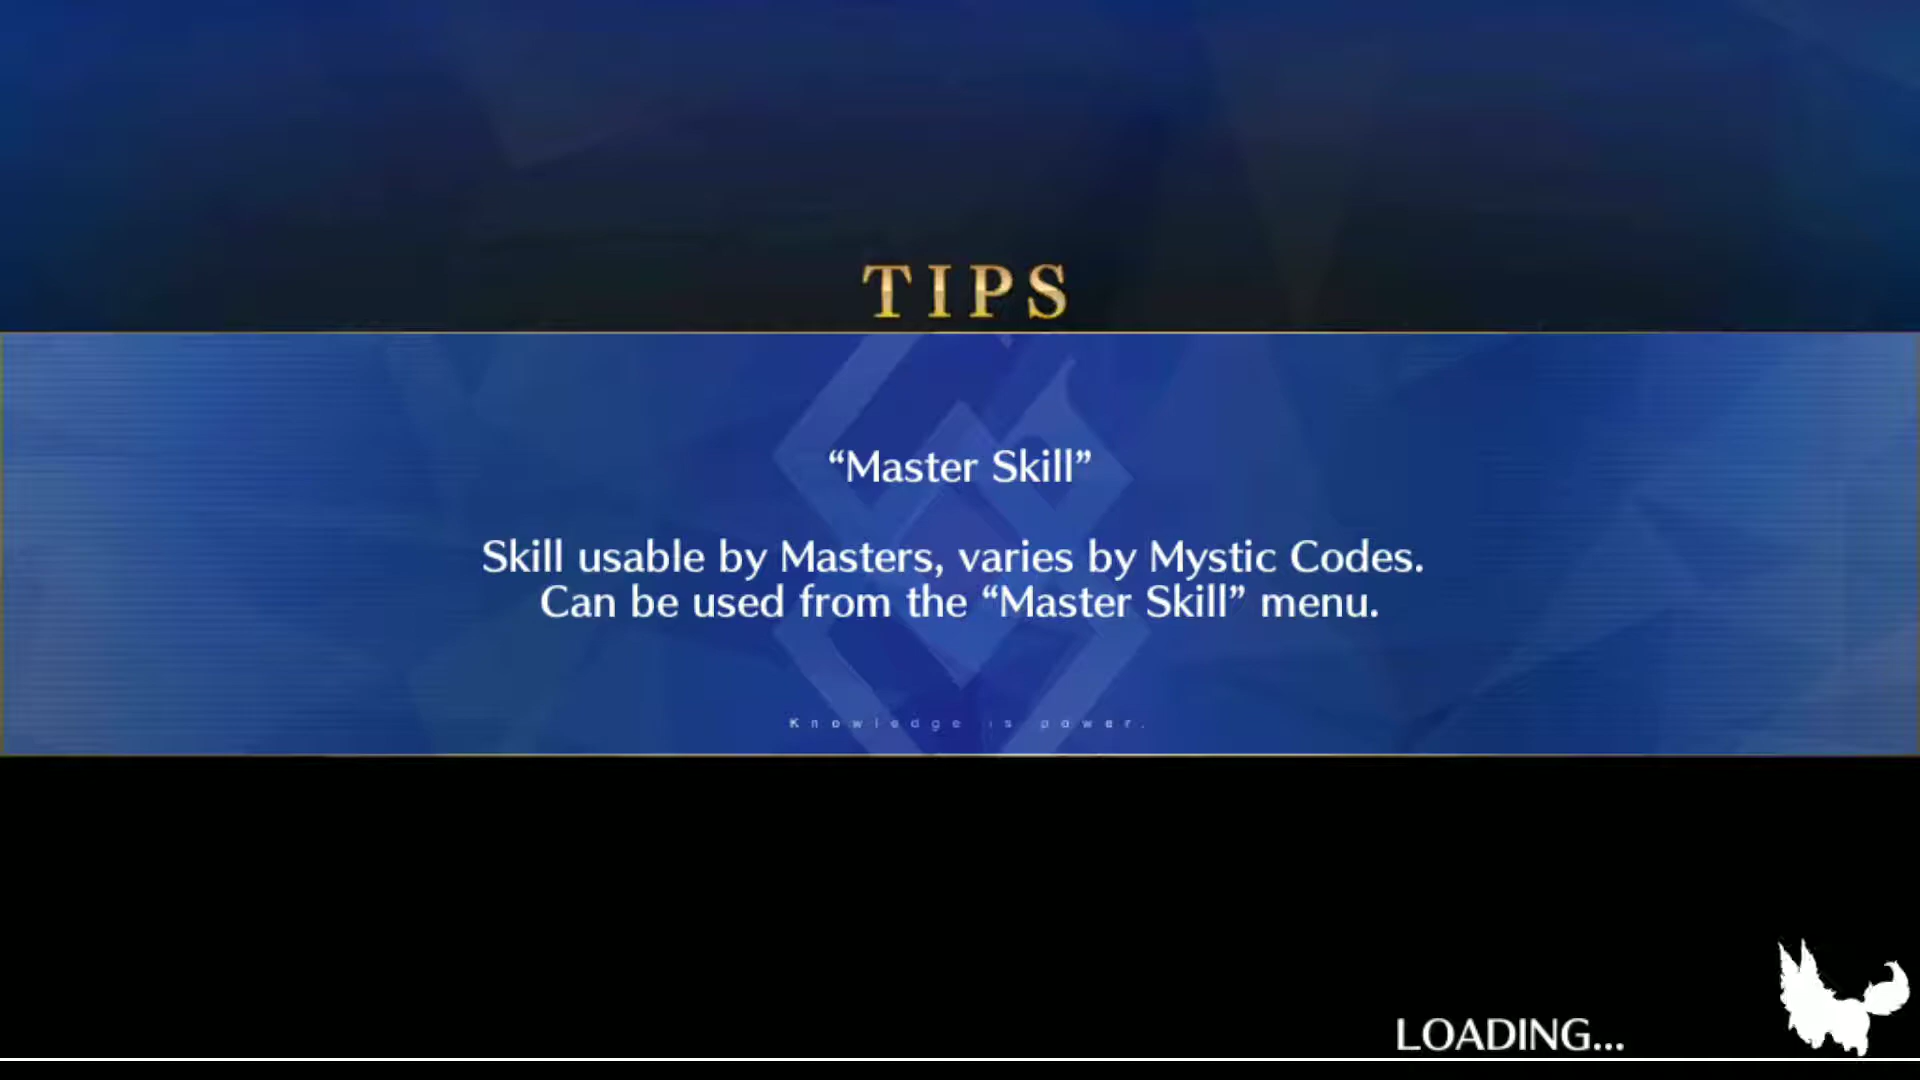 TIPS
“Master Skill”
Skill usable by Masters, varies by Mystic Codes.
Can be used from the “Master Skill” menu.
Knowledge is power.
LOADING...